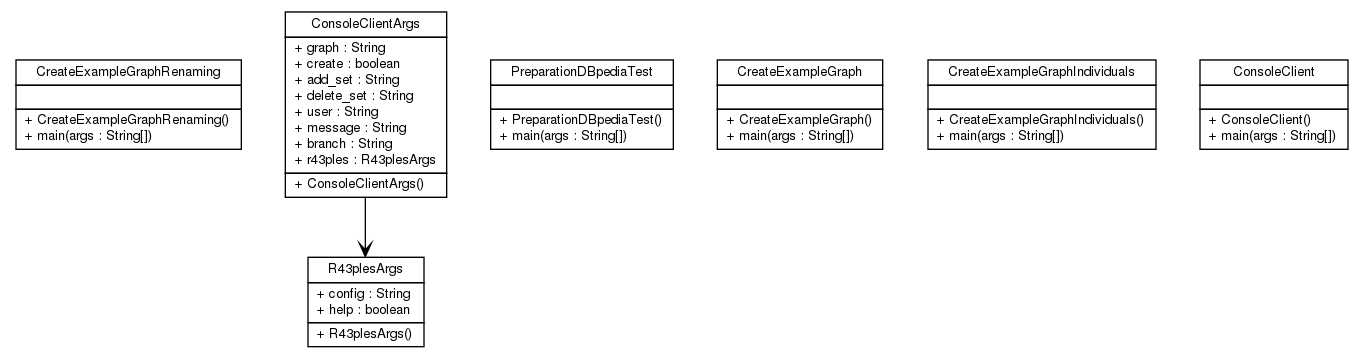 CreateExampleGraphRenaming
+ CreateExampleGraphRenaming()
+ main(args : String[])
ConsoleClientArgs
+ graph : String
+ create : boolean
+ add_set : String
+ delete_set : String
+ user : String
+ message : String
+ branch : String
+ r43ples : R43plesArgs
+ ConsoleClientArgs()
PreparationDBpediaTest
+ PreparationDBpediaTest()
+ main(args : String[])
CreateExampleGraph
+ CreateExampleGraph()
+ main(args : String[])
CreateExampleGraphIndividuals
+ CreateExampleGraphIndividuals()
+ main(args : String[])
ConsoleClient
+ ConsoleClient()
+ main(args : String[])
R43plesArgs
+ config : String
+ help : boolean
+ R43plesArgs()